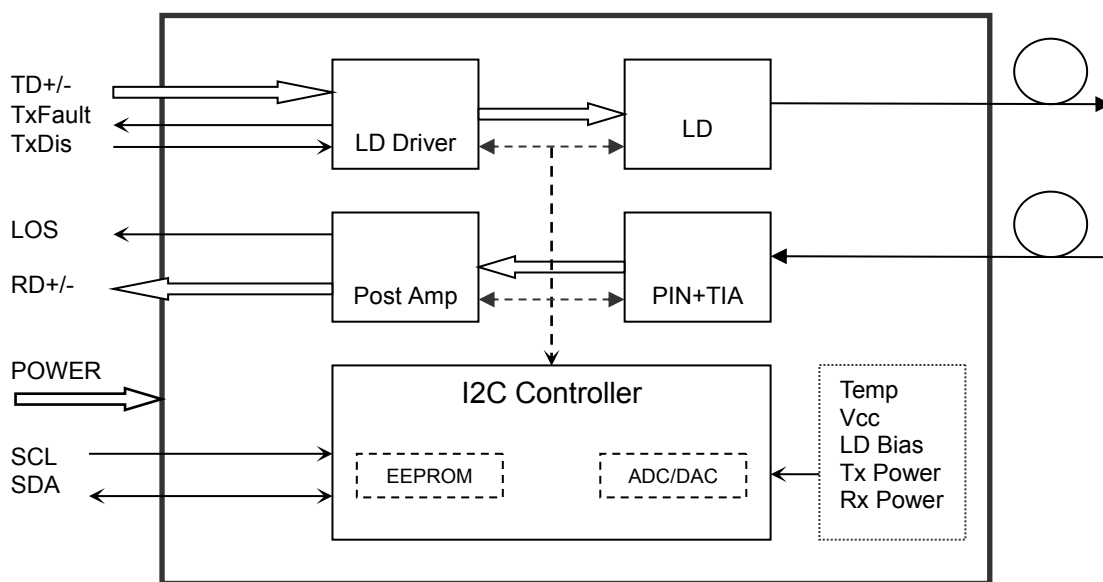 TD+/-
TxFault
TxDis
LD Driver
LD
LOS
RD+/-
Post Amp
PIN+TIA
POWER
I2C Controller
SCL
SDA
EEPROM
ADC/DAC
Temp
Vcc
LD Bias
Tx Power
Rx Power